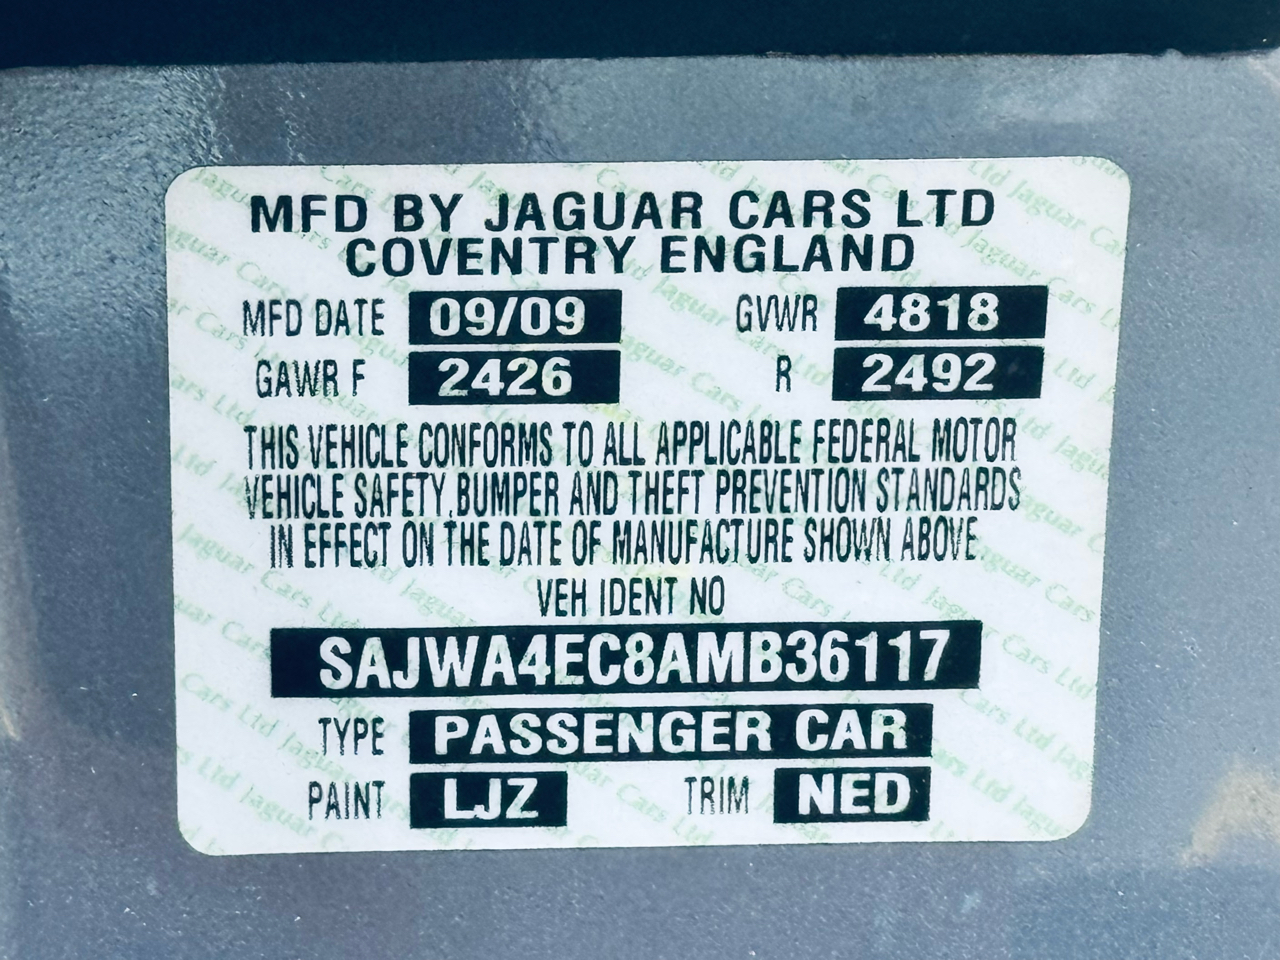 MFD BY JAGUAR CARS LTD
COVENTRY ENGLAND
MFD DATE 09/09 GVWR 4818
GAWR F 2426 R 2492
THIS VEHICLE CONFORMS TO ALL APPLICABLE FEDERAL MOTOR
VEHICLE SAFETY, BUMPER AND THEFT PREVENTION STANDARDS
IN EFFECT ON THE DATE OF MANUFACTURE SHOWN ABOVE
VEH IDENT NO
SAJWA4EC8AMB36117
TYPE PASSENGER CAR
PAINT LJZ TRIM NED